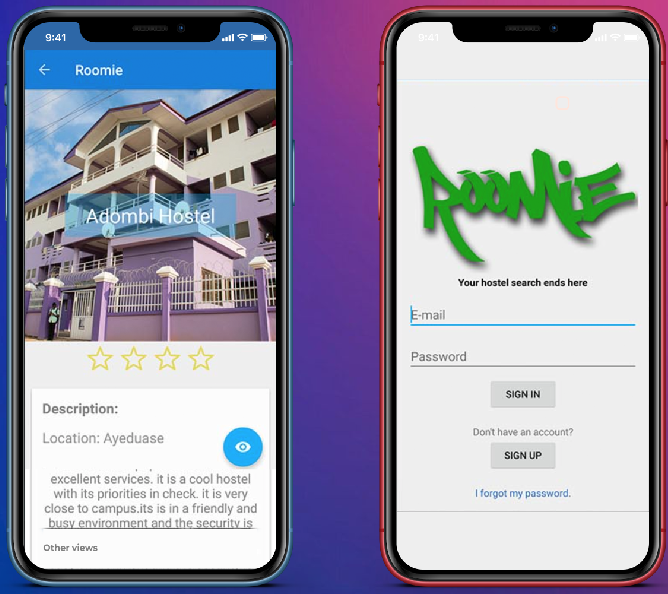 9:41
Roomie
Adombi Hostel
Description:
Location: Ayeduase
excellent services. it is a cool hostel
with its priorities in check. it is very
close to campus.its is in a friendly and
busy environment and the security is
Other views
9:41
ROOMiE
Your hostel search ends here
E-mail
Password
SIGN IN
Don't have an account?
SIGN UP
I forgot my password.